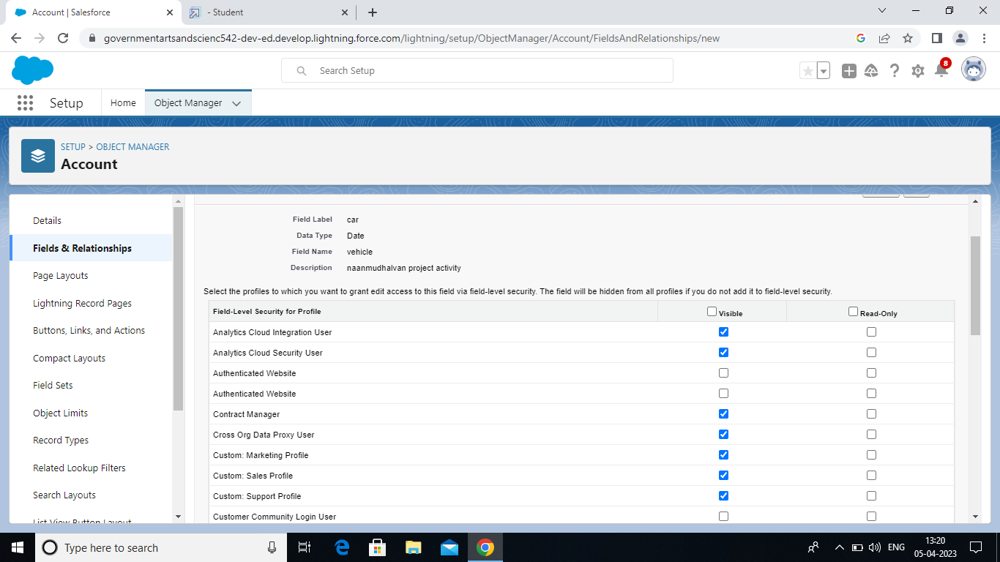 Account | Salesforce
- Student
governmentartsandscienc542-dev-ed.develop.lightning.force.com/lightning/setup/ObjectManager/Account/FieldsAndRelationships/new
Search Setup
8
Setup
Home
Object Manager
SETUP > OBJECT MANAGER
Account
Details
Fields & Relationships
Page Layouts
Lightning Record Pages
Buttons, Links, and Actions
Compact Layouts
Field Sets
Object Limits
Record Types
Related Lookup Filters
Search Layouts
List View Button Layout
Field Label car
Data Type Date
Field Name vehicle
Description naanmudhalvan project activity
Select the profiles to which you want to grant edit access to this field via field-level security. The field will be hidden from all profiles if you do not add it to field-level security.
Field-Level Security for Profile Visible Read-Only
Analytics Cloud Integration User
Analytics Cloud Security User
Authenticated Website
Authenticated Website
Contract Manager
Cross Org Data Proxy User
Custom: Marketing Profile
Custom: Sales Profile
Custom: Support Profile
Customer Community Login User
Type here to search
ENG
13:20
05-04-2023